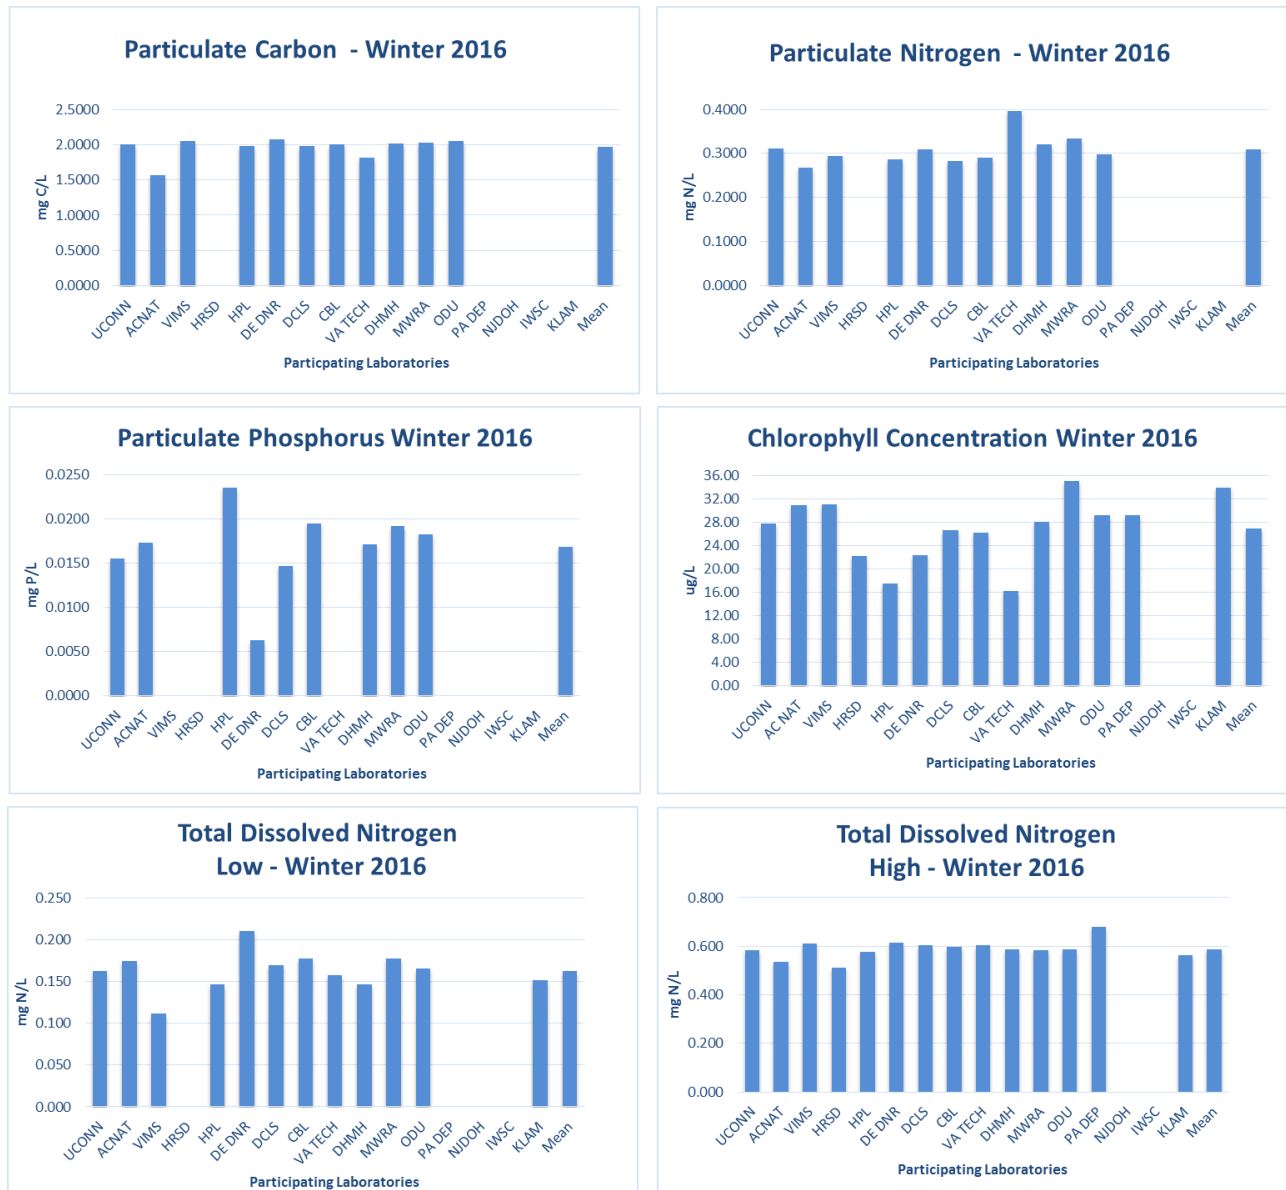 Particulate Carbon  - Winter 2016
2.5000
2.0000
1.5000
1.0000
0.5000
0.0000
mg C/L
UCONN
ACNAT
VIMS
HRSD
HPL
DE DNR
DCLS
CBL
VA TECH
DHMH
MWRA
ODU
PA DEP
NJDOH
IWSC
KLAM
Mean
Particpating Laboratories
Particulate Nitrogen  - Winter 2016
0.4000
0.3000
0.2000
0.1000
0.0000
mg N/L
UCONN
ACNAT
VIMS
HRSD
HPL
DE DNR
DCLS
CBL
VA TECH
DHMH
MWRA
ODU
PA DEP
NJDOH
IWSC
KLAM
Mean
Participating Laboratories
Particulate Phosphorus Winter 2016
0.0250
0.0200
0.0150
0.0100
0.0050
0.0000
mg P/L
UCONN
ACNAT
VIMS
HRSD
HPL
DE DNR
DCLS
CBL
VA TECH
DHMH
MWRA
ODU
PA DEP
NJDOH
IWSC
KLAM
Mean
Participating Laboratories
Chlorophyll Concentration Winter 2016
36.00
32.00
28.00
24.00
20.00
16.00
12.00
8.00
4.00
0.00
ug/L
UCONN
AC NAT
VIMS
HRSD
HPL
DE DNR
DCLS
CBL
VA TECH
DHMH
MWRA
ODU
PA DEP
NJDOH
IWSC
KLAM
Mean
Participating Laboratories
Total Dissolved Nitrogen
Low - Winter 2016
0.250
0.200
0.150
0.100
0.050
0.000
mg N/L
UCONN
ACNAT
VIMS
HRSD
HPL
DE DNR
DCLS
CBL
VA TECH
DHMH
MWRA
ODU
PA DEP
NJDOH
IWSC
KLAM
Mean
Participating Laboratories
Total Dissolved Nitrogen
High - Winter 2016
0.800
0.600
0.400
0.200
0.000
mg N/L
UCONN
ACNAT
VIMS
HRSD
HPL
DE DNR
DCLS
CBL
VA TECH
DHMH
MWRA
ODU
PA DEP
NJDOH
IWSC
KLAM
Mean
Participating Laboratories